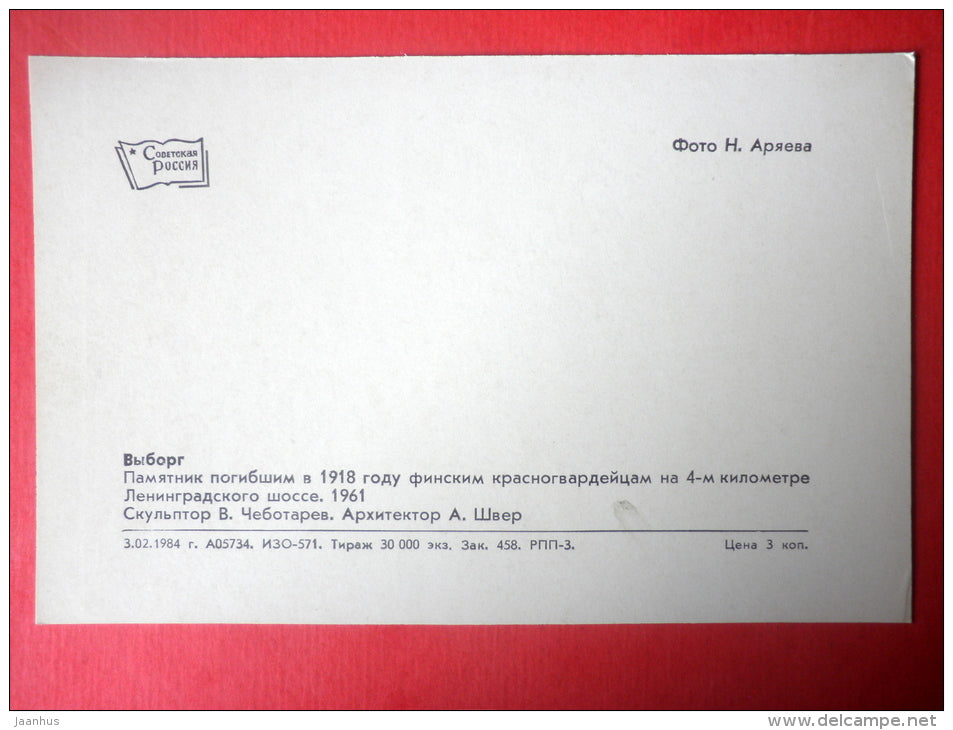 ★ Советская
Россия
Фото Н. Аряева
Выборг
Памятник погибшим в 1918 году финским красногвардейцам на 4-м километре
Ленинградского шоссе. 1961
Скульптор В. Чеботарев. Архитектор А. Швер
3.02.1984 г. А05734. ИЗО-571. Тираж 30 000 экз. Зак. 458. РПП-3. Цена 3 коп.
Jaanhus
www.delcampe.net